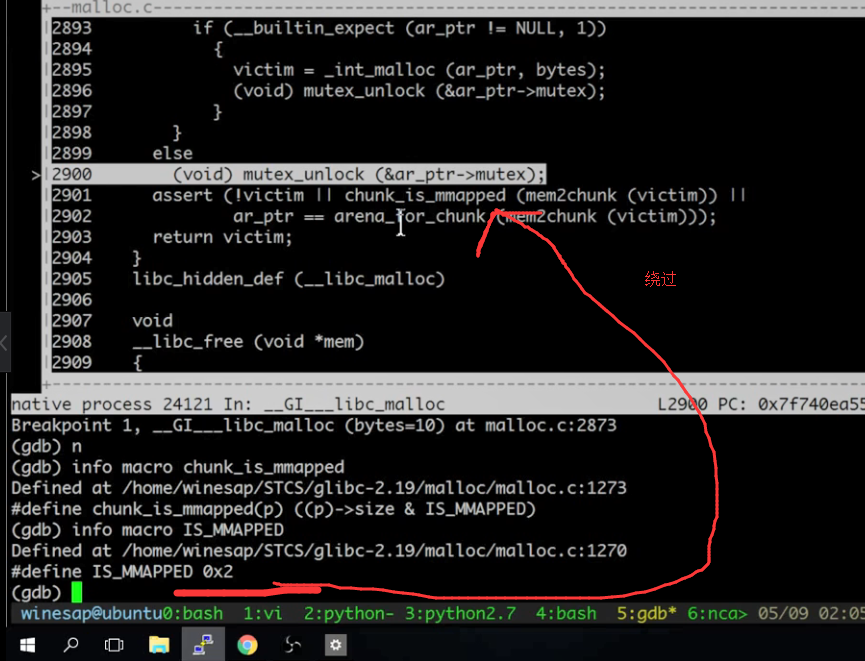 +--malloc.c
2893 if (__builtin_expect (ar_ptr != NULL, 1))
2894 {
2895 victim = _int_malloc (ar_ptr, bytes);
2896 (void) mutex_unlock (&ar_ptr->mutex);
2897 }
2898 }
2899 else
>2900 (void) mutex_unlock (&ar_ptr->mutex);
2901 assert (!victim || chunk_is_mmapped (mem2chunk (victim)) ||
2902 ar_ptr == arena_for_chunk (mem2chunk (victim)));
2903 return victim;
2904 }
2905 libc_hidden_def (__libc_malloc)
2906
绕过
2907 void
2908 __libc_free (void *mem)
2909 {
native process 24121 In: __GI___libc_malloc L2900 PC: 0x7f740ea55
Breakpoint 1, __GI___libc_malloc (bytes=10) at malloc.c:2873
(gdb) n
(gdb) info macro chunk_is_mmapped
Defined at /home/winesap/STCS/glibc-2.19/malloc/malloc.c:1273
#define chunk_is_mmapped(p) ((p)->size & IS_MMAPPED)
(gdb) info macro IS_MMAPPED
Defined at /home/winesap/STCS/glibc-2.19/malloc/malloc.c:1270
#define IS_MMAPPED 0x2
(gdb)
winesap@ubuntu0:bash 1:vi 2:python- 3:python2.7 4:bash 5:gdb* 6:nca> 05/09 02:05